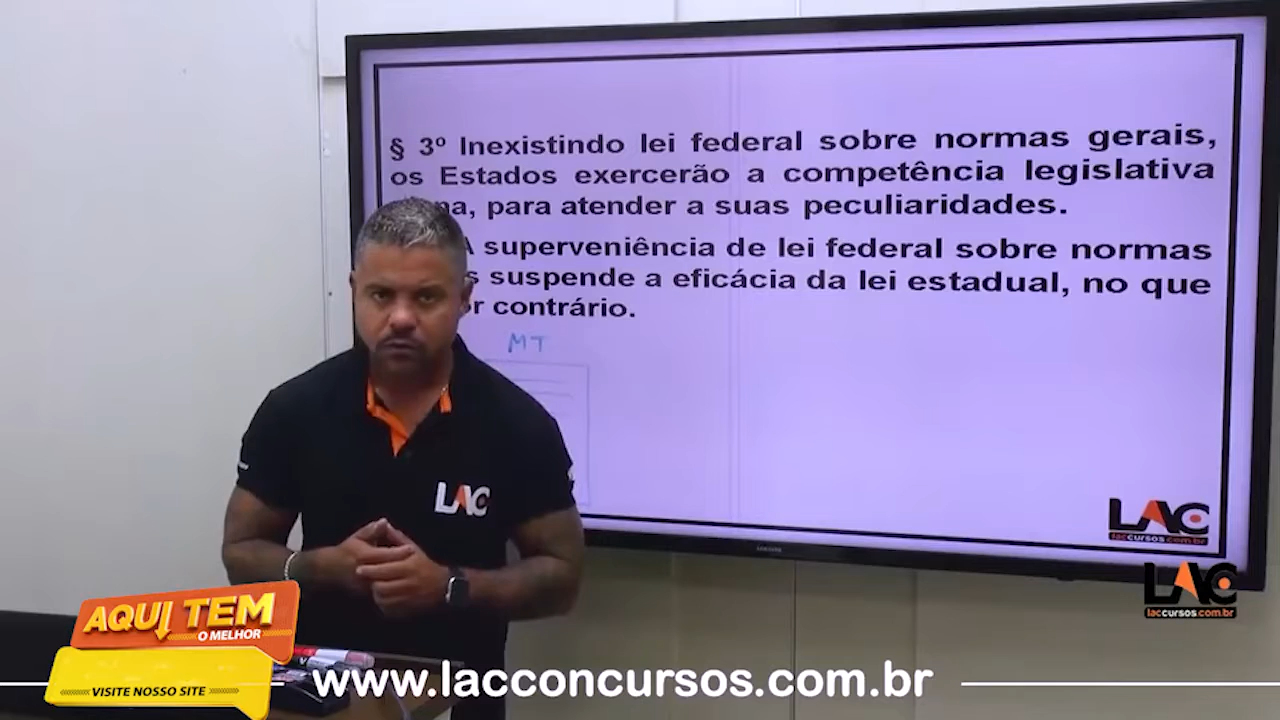 § 3º Inexistindo lei federal sobre normas gerais,
os Estados exercerão a competência legislativa
para atender a suas peculiaridades.
A superveniência de lei federal sobre normas
suspende a eficácia da lei estadual, no que
contrário.
MT
LAC
LAC
laccursos.com.br
LAC
laccursos.com.br
AQUI TEM
O MELHOR
VISITE NOSSO SITE
www.lacconcursos.com.br